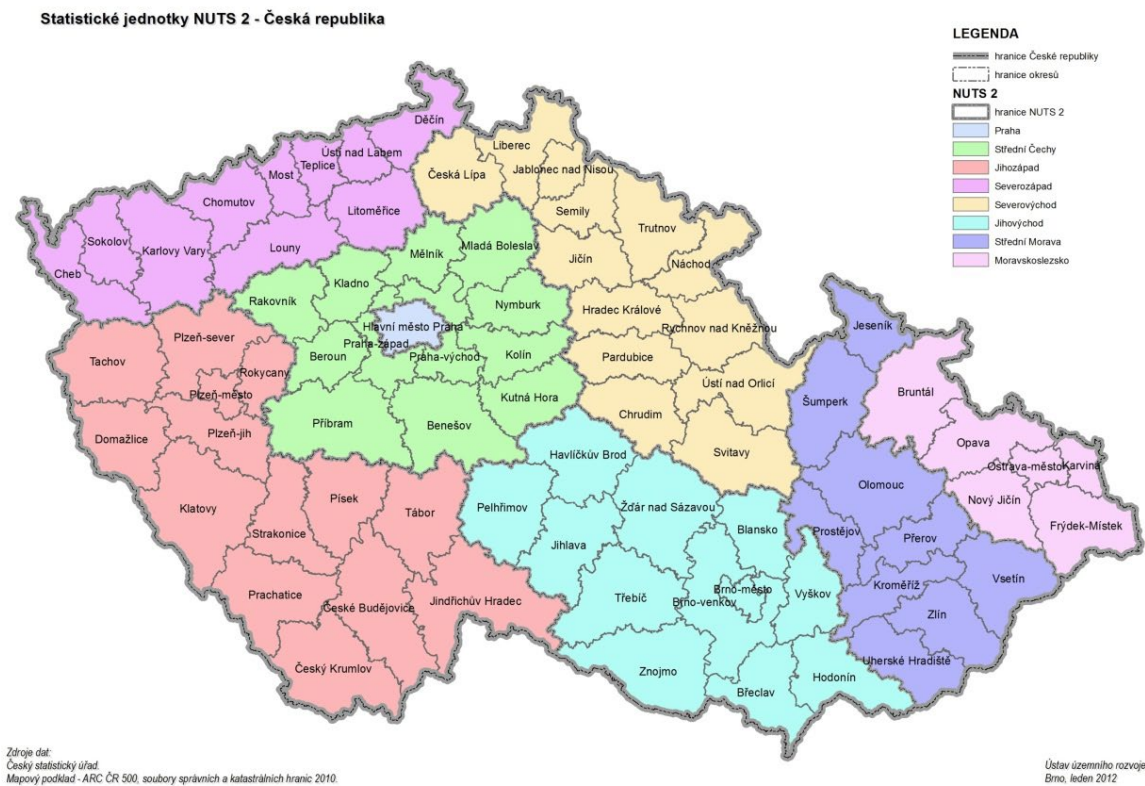 Statistické jednotky NUTS 2 - Česká republika
LEGENDA
hranice České republiky
hranice okresů
NUTS 2
hranice NUTS 2
Praha
Střední Čechy
Jihozápad
Severozápad
Severovýchod
Jihovýchod
Střední Morava
Moravskoslezsko
Děčín
Ústí nad Labem
Teplice
Most
Chomutov
Litoměřice
Louny
Sokolov
Karlovy Vary
Cheb
Liberec
Česká Lípa
Jablonec nad Nisou
Semily
Trutnov
Jičín
Náchod
Hradec Králové
Rychnov nad Kněžnou
Pardubice
Ústí nad Orlicí
Chrudim
Svitavy
Mělník
Mladá Boleslav
Kladno
Rakovník
Nymburk
Hlavní město Praha
Praha-západ
Praha-východ
Beroun
Kolín
Kutná Hora
Příbram
Benešov
Plzeň-sever
Tachov
Rokycany
Plzeň-město
Plzeň-jih
Domažlice
Klatovy
Písek
Tábor
Strakonice
Prachatice
České Budějovice
Jindřichův Hradec
Český Krumlov
Havlíčkův Brod
Pelhřimov
Žďár nad Sázavou
Jihlava
Blansko
Třebíč
Brno-město
Brno-venkov
Vyškov
Znojmo
Břeclav
Hodonín
Jeseník
Šumperk
Olomouc
Prostějov
Přerov
Kroměříž
Vsetín
Zlín
Uherské Hradiště
Bruntál
Opava
Ostrava-město
Karviná
Nový Jičín
Frýdek-Místek
Zdroje dat:
Český statistický úřad.
Mapový podklad - ARC ČR 500, soubory správních a katastrálních hranic 2010.
Ústav územního rozvoje
Brno, leden 2012